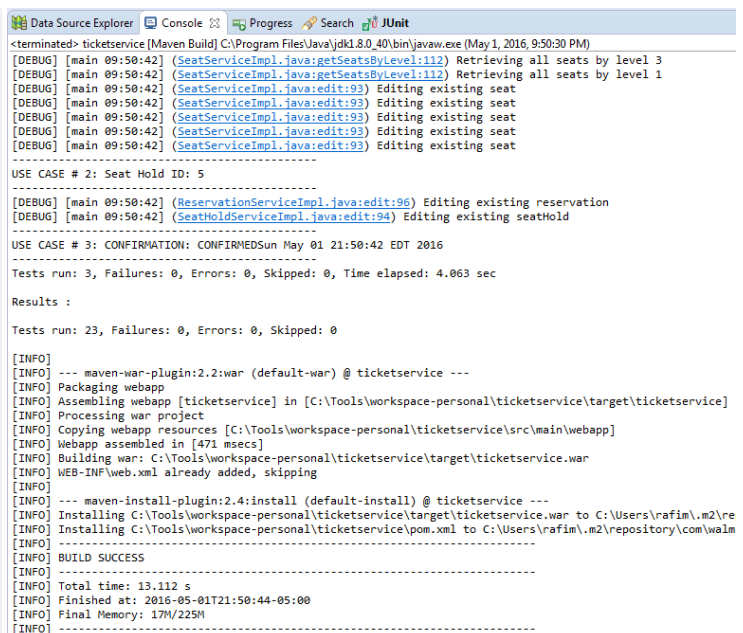 Data Source Explorer Console Progress Search JUnit
<terminated> ticketservice [Maven Build] C:\Program Files\Java\jdk1.8.0_40\bin\javaw.exe (May 1, 2016, 9:50:30 PM)
[DEBUG] [main 09:50:42] (SeatServiceImpl.java:getSeatsByLevel:112) Retrieving all seats by level 3
[DEBUG] [main 09:50:42] (SeatServiceImpl.java:getSeatsByLevel:112) Retrieving all seats by level 1
[DEBUG] [main 09:50:42] (SeatServiceImpl.java:edit:93) Editing existing seat
[DEBUG] [main 09:50:42] (SeatServiceImpl.java:edit:93) Editing existing seat
[DEBUG] [main 09:50:42] (SeatServiceImpl.java:edit:93) Editing existing seat
[DEBUG] [main 09:50:42] (SeatServiceImpl.java:edit:93) Editing existing seat
[DEBUG] [main 09:50:42] (SeatServiceImpl.java:edit:93) Editing existing seat
----------------------------------------------
USE CASE # 2: Seat Hold ID: 5
----------------------------------------------
[DEBUG] [main 09:50:42] (ReservationServiceImpl.java:edit:96) Editing existing reservation
[DEBUG] [main 09:50:42] (SeatHoldServiceImpl.java:edit:94) Editing existing seatHold
----------------------------------------------
USE CASE # 3: CONFIRMATION: CONFIRMEDSun May 01 21:50:42 EDT 2016
----------------------------------------------
Tests run: 3, Failures: 0, Errors: 0, Skipped: 0, Time elapsed: 4.063 sec
Results :
Tests run: 23, Failures: 0, Errors: 0, Skipped: 0
[INFO]
[INFO] --- maven-war-plugin:2.2:war (default-war) @ ticketservice ---
[INFO] Packaging webapp
[INFO] Assembling webapp [ticketservice] in [C:\Tools\workspace-personal\ticketservice\target\ticketservice]
[INFO] Processing war project
[INFO] Copying webapp resources [C:\Tools\workspace-personal\ticketservice\src\main\webapp]
[INFO] Webapp assembled in [471 msecs]
[INFO] Building war: C:\Tools\workspace-personal\ticketservice\target\ticketservice.war
[INFO] WEB-INF\web.xml already added, skipping
[INFO]
[INFO] --- maven-install-plugin:2.4:install (default-install) @ ticketservice ---
[INFO] Installing C:\Tools\workspace-personal\ticketservice\target\ticketservice.war to C:\Users\rafim\.m2\re
[INFO] Installing C:\Tools\workspace-personal\ticketservice\pom.xml to C:\Users\rafim\.m2\repository\com\walm
[INFO] ------------------------------------------------------------------------
[INFO] BUILD SUCCESS
[INFO] ------------------------------------------------------------------------
[INFO] Total time: 13.112 s
[INFO] Finished at: 2016-05-01T21:50:44-05:00
[INFO] Final Memory: 17M/225M
[INFO] ------------------------------------------------------------------------